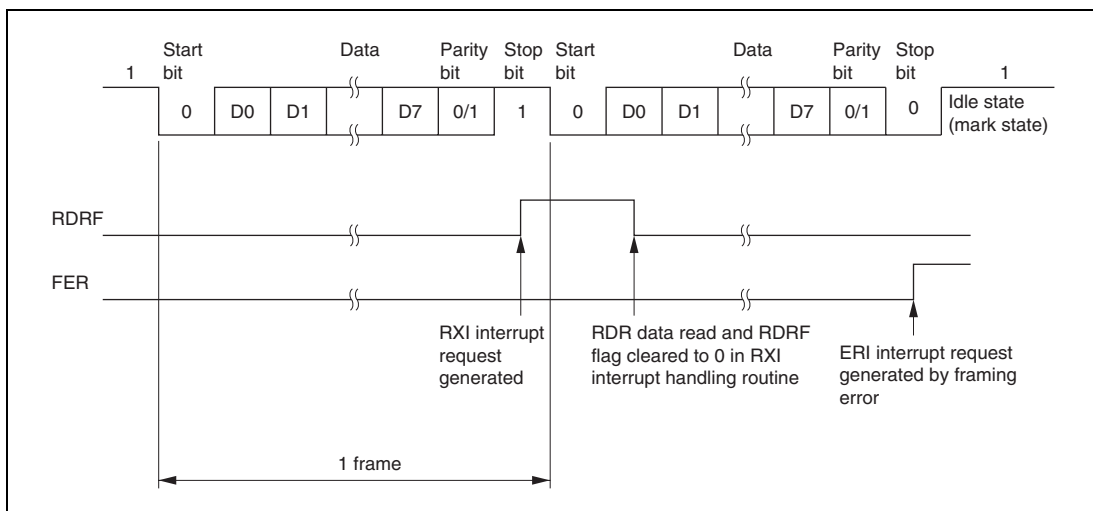 Start bit
Data
Parity bit
Stop bit
Start bit
Data
Parity bit
Stop bit
1
0
D0
D1
D7
0/1
1
0
D0
D1
D7
0/1
0
1
Idle state
(mark state)
RDRF
FER
RXI interrupt
request
generated
RDR data read and RDRF
flag cleared to 0 in RXI
interrupt handling routine
ERI interrupt request
generated by framing
error
1 frame